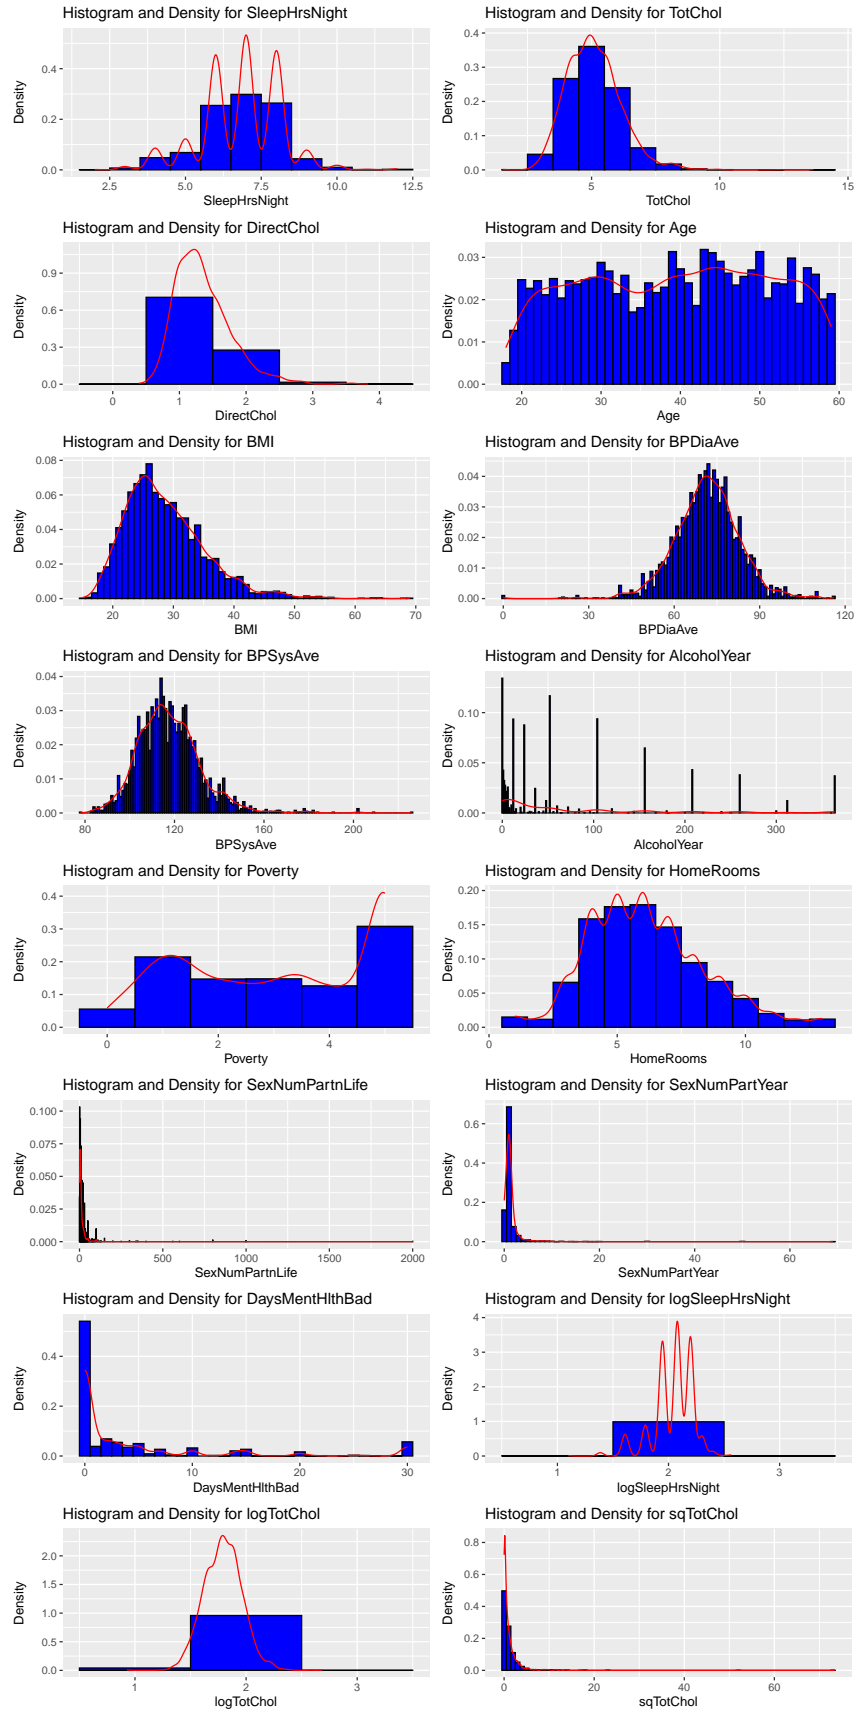 Histogram and Density for SleepHrsNight
Density
0.4
0.2
0.0
2.5 5.0 7.5 10.0 12.5
SleepHrsNight
Histogram and Density for TotChol
Density
0.4
0.3
0.2
0.1
0.0
5 10 15
TotChol
Histogram and Density for DirectChol
Density
0.9
0.6
0.3
0.0
0 1 2 3 4
DirectChol
Histogram and Density for Age
Density
0.03
0.02
0.01
0.00
20 30 40 50 60
Age
Histogram and Density for BMI
Density
0.08
0.06
0.04
0.02
0.00
20 30 40 50 60 70
BMI
Histogram and Density for BPDiaAve
Density
0.04
0.03
0.02
0.01
0.00
0 30 60 90 120
BPDiaAve
Histogram and Density for BPSysAve
Density
0.04
0.03
0.02
0.01
0.00
80 120 160 200
BPSysAve
Histogram and Density for AlcoholYear
Density
0.10
0.05
0.00
0 100 200 300
AlcoholYear
Histogram and Density for Poverty
Density
0.4
0.3
0.2
0.1
0.0
0 2 4
Poverty
Histogram and Density for HomeRooms
Density
0.20
0.15
0.10
0.05
0.00
0 5 10
HomeRooms
Histogram and Density for SexNumPartnLife
Density
0.100
0.075
0.050
0.025
0.000
0 500 1000 1500 2000
SexNumPartnLife
Histogram and Density for SexNumPartYear
Density
0.6
0.4
0.2
0.0
0 20 40 60
SexNumPartYear
Histogram and Density for DaysMentHlthBad
Density
0.4
0.2
0.0
0 10 20 30
DaysMentHlthBad
Histogram and Density for logSleepHrsNight
Density
4
3
2
1
0
1 2 3
logSleepHrsNight
Histogram and Density for logTotChol
Density
2.0
1.5
1.0
0.5
0.0
1 2 3
logTotChol
Histogram and Density for sqTotChol
Density
0.8
0.6
0.4
0.2
0.0
0 20 40 60
sqTotChol